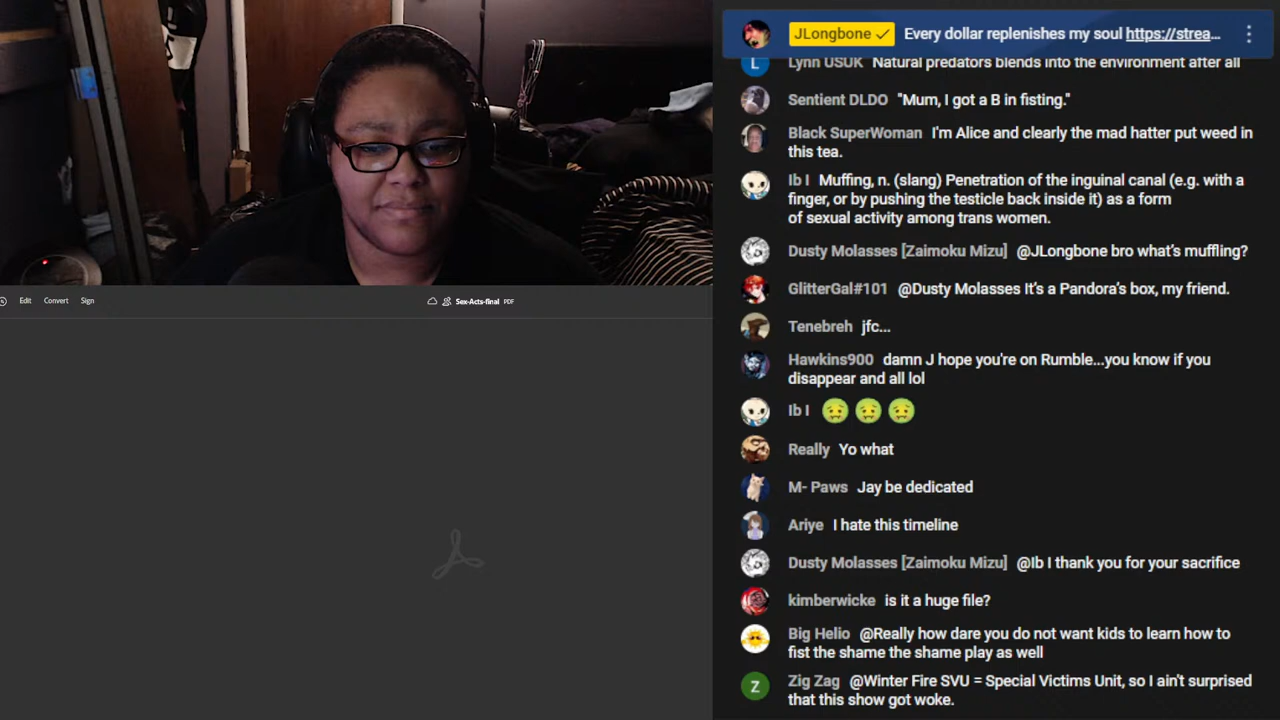 JLongbone ✓ Every dollar replenishes my soul https://strea...
Lynn USUK Natural predators blends into the environment after all
Sentient DLDO "Mum, I got a B in fisting."
Black SuperWoman I'm Alice and clearly the mad hatter put weed in
this tea.
Ib I Muffing, n. (slang) Penetration of the inguinal canal (e.g. with a
finger, or by pushing the testicle back inside it) as a form
of sexual activity among trans women.
Dusty Molasses [Zaimoku Mizu] @JLongbone bro what's muffling?
GlitterGal#101 @Dusty Molasses It's a Pandora's box, my friend.
Edit Convert Sign Sex-Acts-final PDF
Tenebreh jfc...
Hawkins900 damn J hope you're on Rumble...you know if you
disappear and all lol
Ib I 🤢 🤢 🤢
Really Yo what
M- Paws Jay be dedicated
Ariye I hate this timeline
Dusty Molasses [Zaimoku Mizu] @Ib I thank you for your sacrifice
kimberwicke is it a huge file?
Big Helio @Really how dare you do not want kids to learn how to
fist the shame the shame play as well
Z Zig Zag @Winter Fire SVU = Special Victims Unit, so I ain't surprised
that this show got woke.